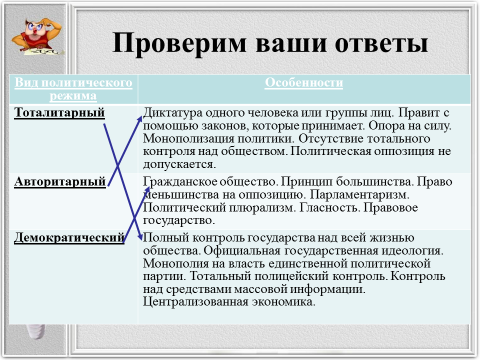 Проверим ваши ответы
Вид политического
режима
Особенности
Тоталитарный
Диктатура одного человека или группы лиц. Правит с
помощью законов, которые принимает. Опора на силу.
Монополизация политики. Отсутствие тотального
контроля над обществом. Политическая оппозиция не
допускается.
Авторитарный
Гражданское общество. Принцип большинства. Право
меньшинства на оппозицию. Парламентаризм.
Политический плюрализм. Гласность. Правовое
государство.
Демократический
Полный контроль государства над всей жизнью
общества. Официальная государственная идеология.
Монополия на власть единственной политической
партии. Тотальный полицейский контроль. Контроль
над средствами массовой информации.
Централизованная экономика.